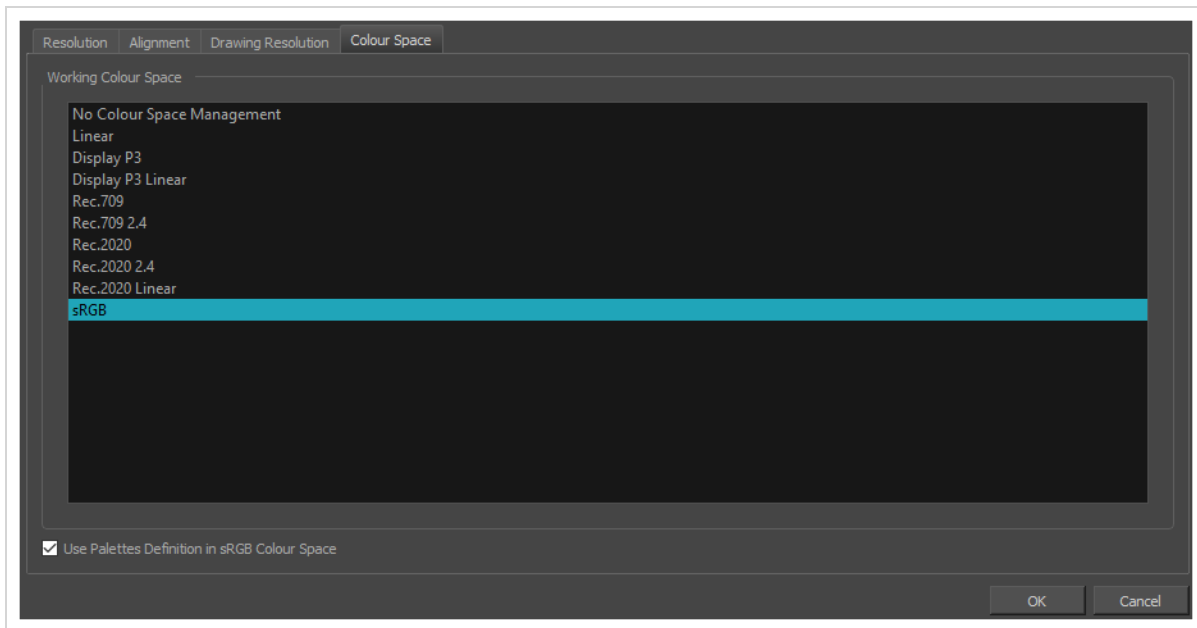 Resolution Alignment Drawing Resolution Colour Space
Working Colour Space
No Colour Space Management
Linear
Display P3
Display P3 Linear
Rec.709
Rec.709 2.4
Rec.2020
Rec.2020 2.4
Rec.2020 Linear
sRGB
Use Palettes Definition in sRGB Colour Space
OK Cancel